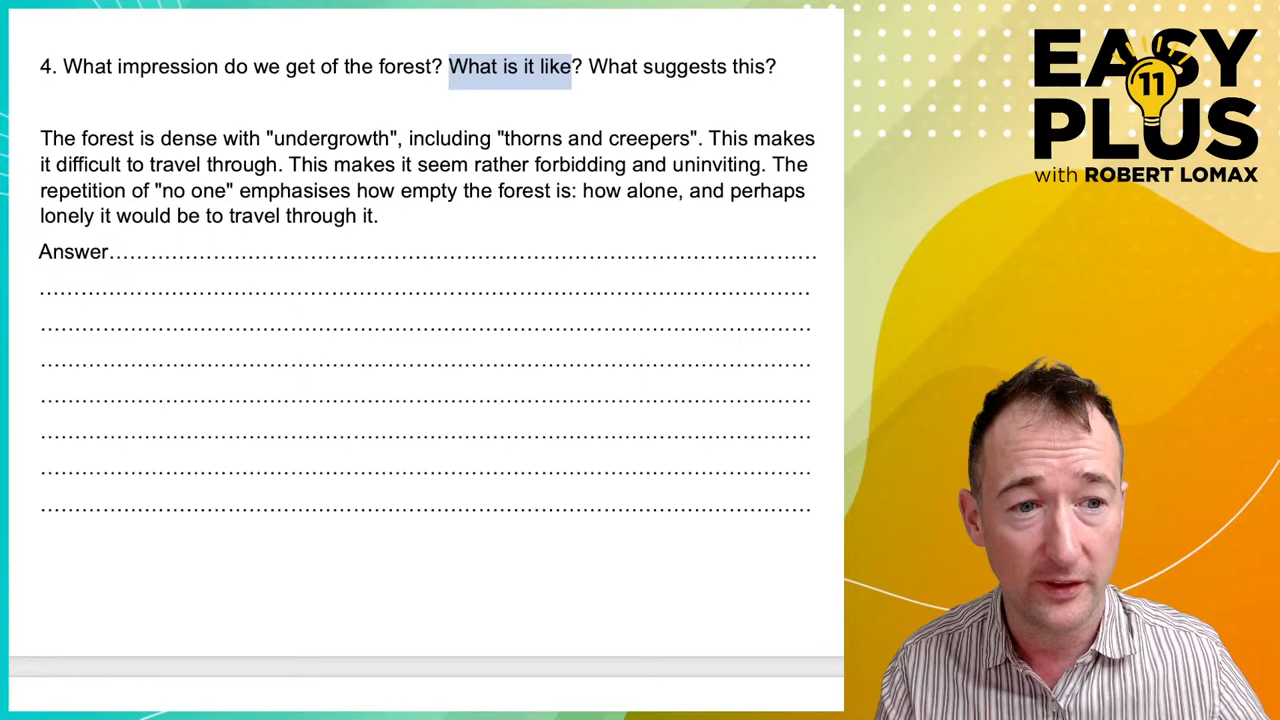 4. What impression do we get of the forest? What is it like? What suggests this?
The forest is dense with "undergrowth", including "thorns and creepers". This makes
it difficult to travel through. This makes it seem rather forbidding and uninviting. The
repetition of "no one" emphasises how empty the forest is: how alone, and perhaps
lonely it would be to travel through it.
Answer
EASY
11
PLUS
with ROBERT LOMAX